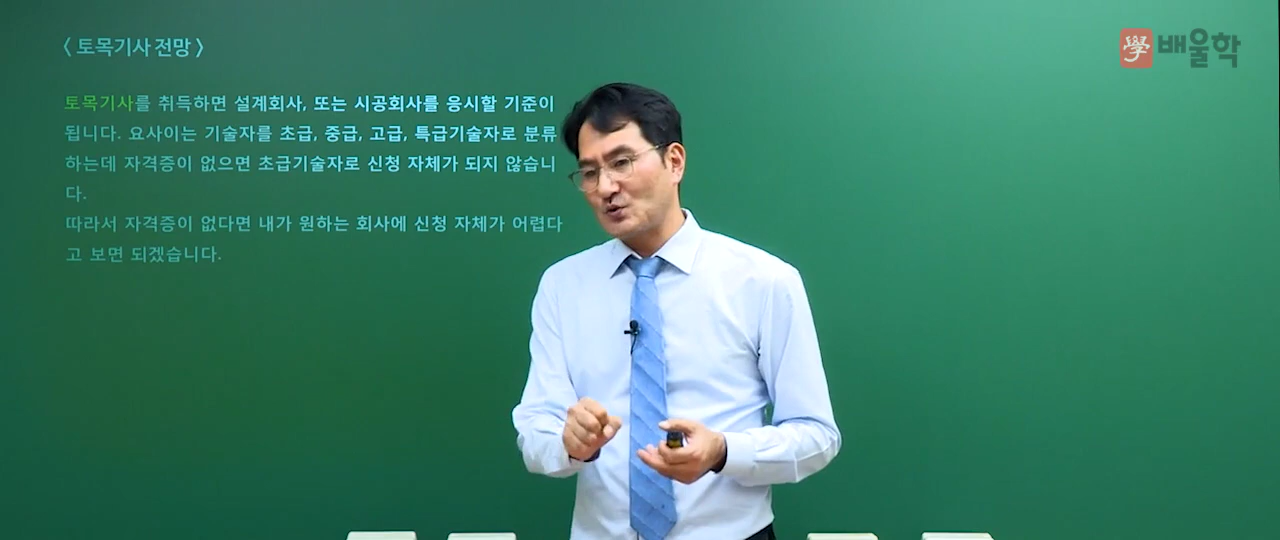 < 토목기사 전망 >
學 배울학
토목기사를 취득하면 설계회사, 또는 시공회사를 응시할 기준이
됩니다. 요사이는 기술자를 초급, 중급, 고급, 특급기술자로 분류
하는데 자격증이 없으면 초급기술자로 신청 자체가 되지 않습니
다.
따라서 자격증이 없다면 내가 원하는 회사에 신청 자체가 어렵다
고 보면 되겠습니다.